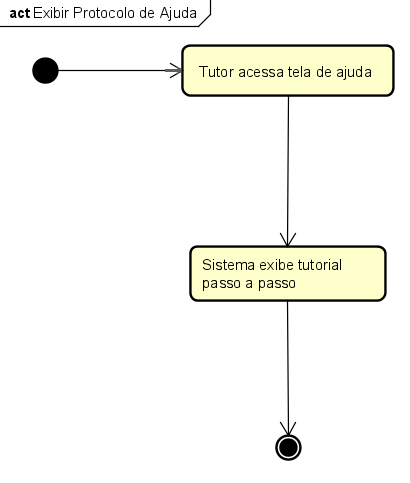 act Exibir Protocolo de Ajuda
Tutor acessa tela de ajuda
Sistema exibe tutorial
passo a passo